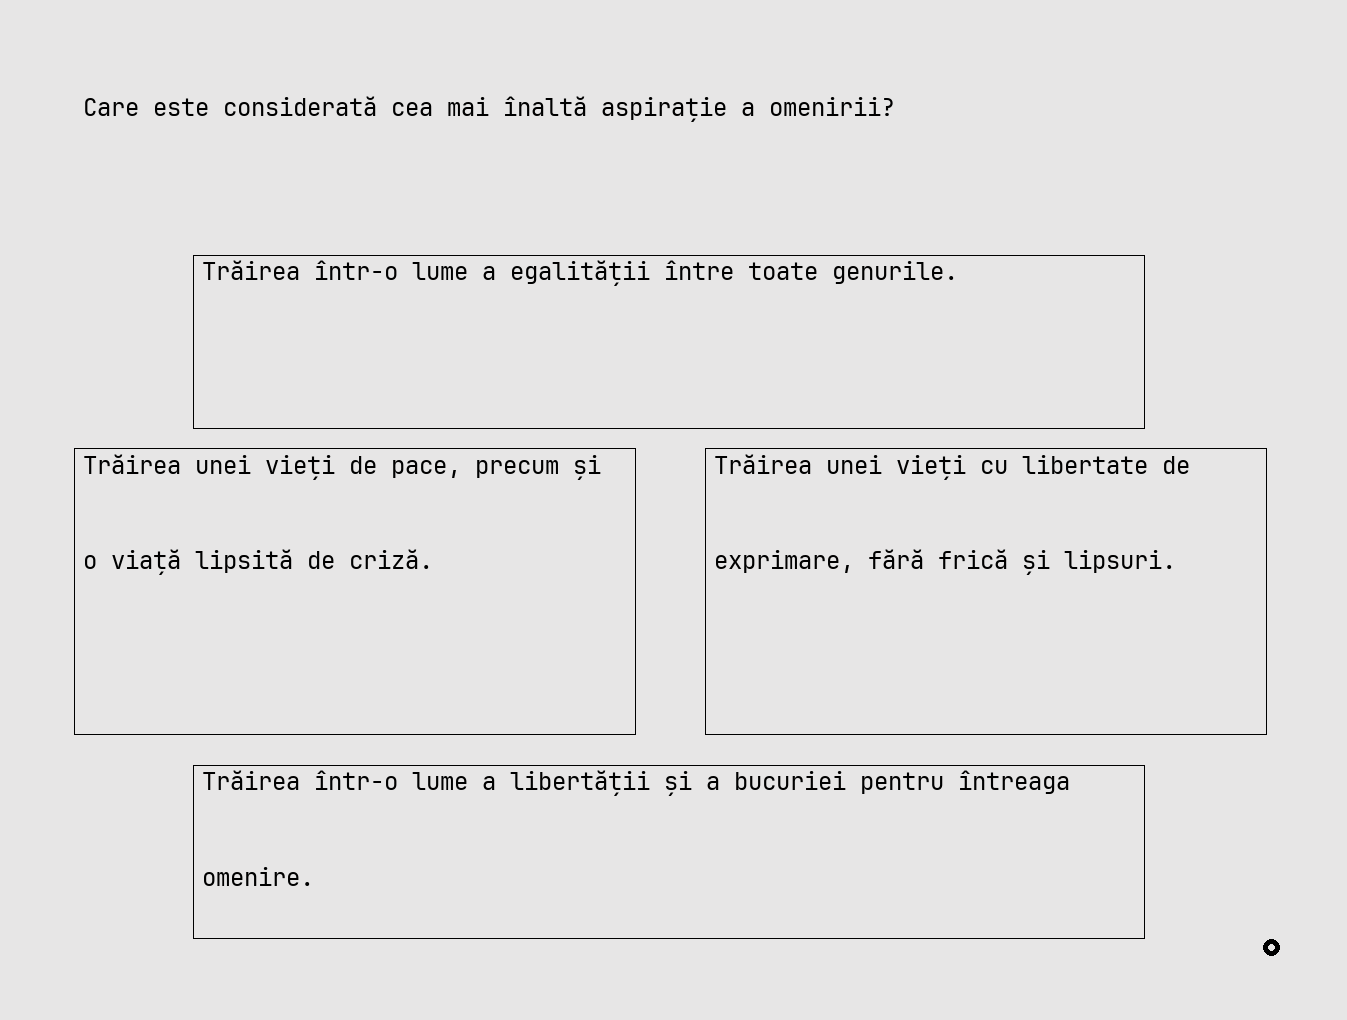 Care este considerată cea mai înaltă aspirație a omenirii?
Trăirea într-o lume a egalității între toate genurile.
Trăirea unei vieți de pace, precum și
o viață lipsită de criză.
Trăirea unei vieți cu libertate de
exprimare, fără frică și lipsuri.
Trăirea într-o lume a libertății și a bucuriei pentru întreaga
omenire.